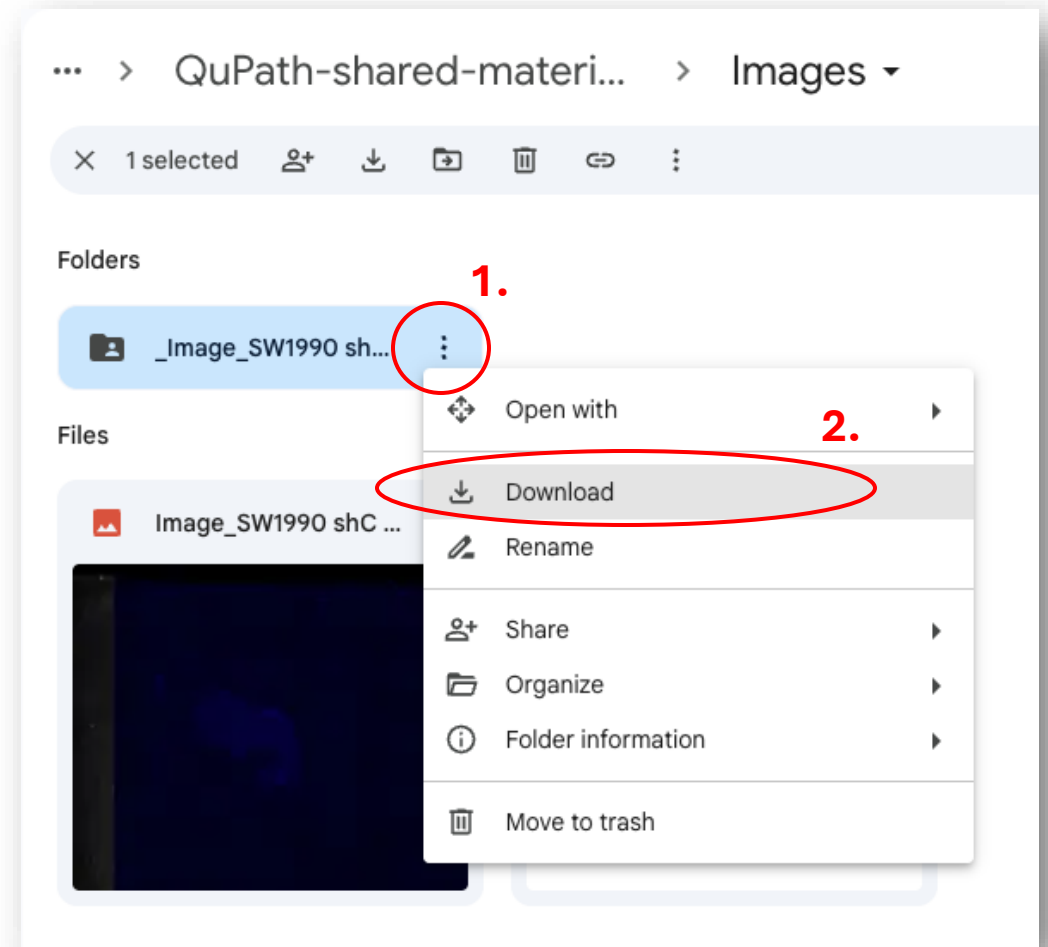 ... > QuPath-shared-materi... > Images
1 selected
Folders
1.
_Image_SW1990 sh...
Open with
Files
2.
Download
Image_SW1990 shC ...
Rename
Share
Organize
Folder information
Move to trash